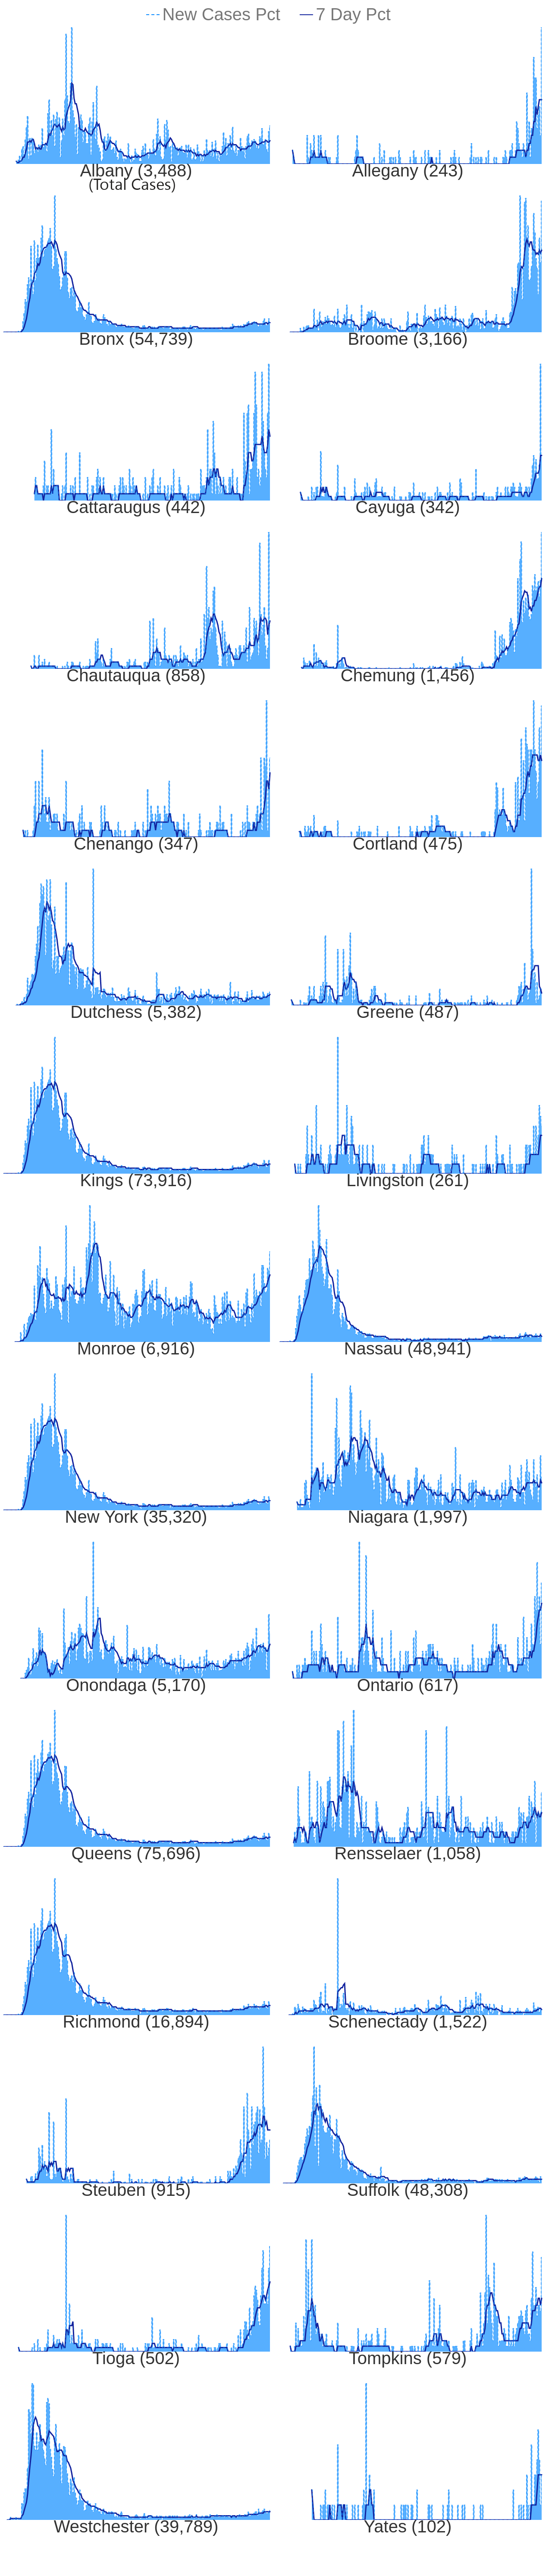 New Cases Pct 7 Day Pct
Albany (3,488) Allegany (243)
(Total Cases)
Bronx (54,739) Broome (3,166)
Cattaraugus (442) Cayuga (342)
Chautauqua (858) Chemung (1,456)
Chenango (347) Cortland (475)
Dutchess (5,382) Greene (487)
Kings (73,916) Livingston (261)
Monroe (6,916) Nassau (48,941)
New York (35,320) Niagara (1,997)
Onondaga (5,170) Ontario (617)
Queens (75,696) Rensselaer (1,058)
Richmond (16,894) Schenectady (1,522)
Steuben (915) Suffolk (48,308)
Tioga (502) Tompkins (579)
Westchester (39,789) Yates (102)